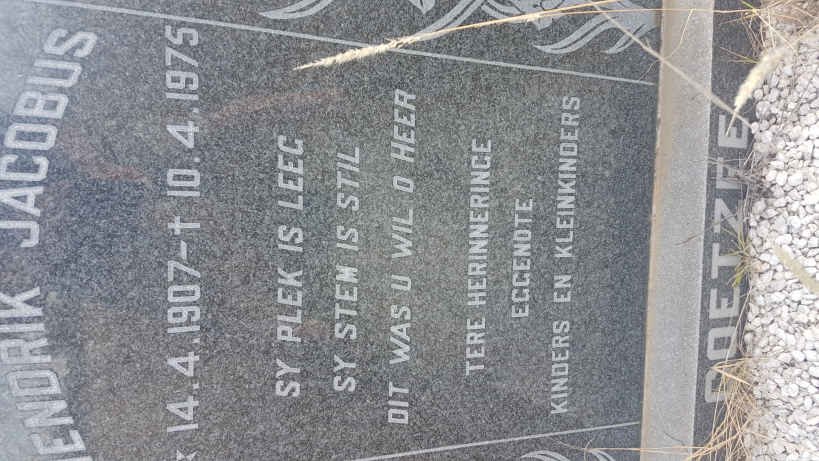 HENDRIK JACOBUS
* 14.4.1907 - † 10.4.1975
SY PLEK IS LEEG
SY STEM IS STIL
DIT WAS U WIL O HEER
TERE HERINNERINGE
EGGENOTE
KINDERS EN KLEINKINDERS
COETZEE